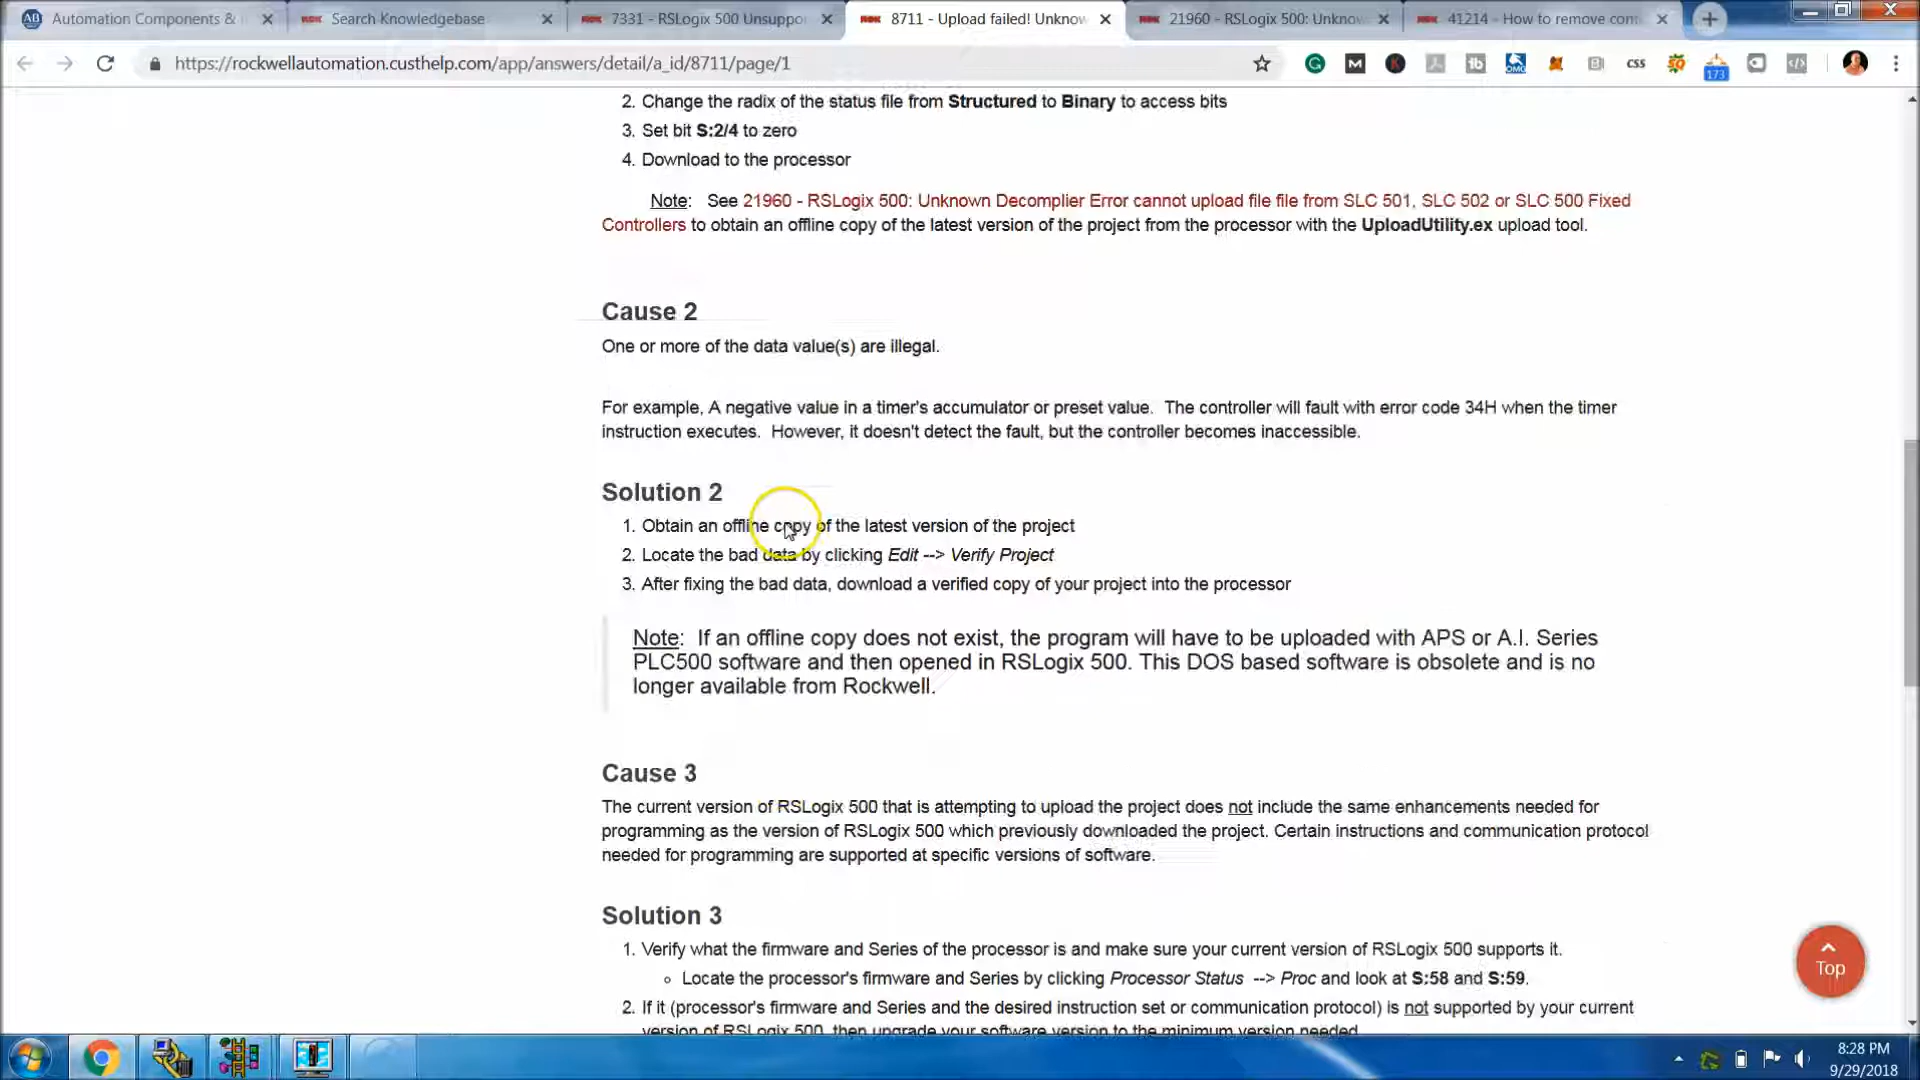 Automation Components &
Search Knowledgebase
7331 - RSLogix 500 Unsuppo
8711 - Upload failed! Unknow
21960 - RSLogix 500: Unknow
41214 - How to remove con
https://rockwellautomation.custhelp.com/app/answers/detail/a_id/8711/page/1
2. Change the radix of the status file from Structured to Binary to access bits
3. Set bit S:2/4 to zero
4. Download to the processor
Note: See 21960 - RSLogix 500: Unknown Decomplier Error cannot upload file file from SLC 501, SLC 502 or SLC 500 Fixed
Controllers to obtain an offline copy of the latest version of the project from the processor with the UploadUtility.ex upload tool.
Cause 2
One or more of the data value(s) are illegal.
For example, A negative value in a timer's accumulator or preset value. The controller will fault with error code 34H when the timer
instruction executes. However, it doesn't detect the fault, but the controller becomes inaccessible.
Solution 2
1. Obtain an offline copy of the latest version of the project
2. Locate the bad data by clicking Edit --> Verify Project
3. After fixing the bad data, download a verified copy of your project into the processor
Note: If an offline copy does not exist, the program will have to be uploaded with APS or A.I. Series
PLC500 software and then opened in RSLogix 500. This DOS based software is obsolete and is no
longer available from Rockwell.
Cause 3
The current version of RSLogix 500 that is attempting to upload the project does not include the same enhancements needed for
programming as the version of RSLogix 500 which previously downloaded the project. Certain instructions and communication protocol
needed for programming are supported at specific versions of software.
Solution 3
1. Verify what the firmware and Series of the processor is and make sure your current version of RSLogix 500 supports it.
Locate the processor's firmware and Series by clicking Processor Status --> Proc and look at S:58 and S:59.
2. If it (processor's firmware and Series and the desired instruction set or communication protocol) is not supported by your current
version of RSLogix 500, then upgrade your software version to the minimum version needed.
Top
8:28 PM
9/29/2018